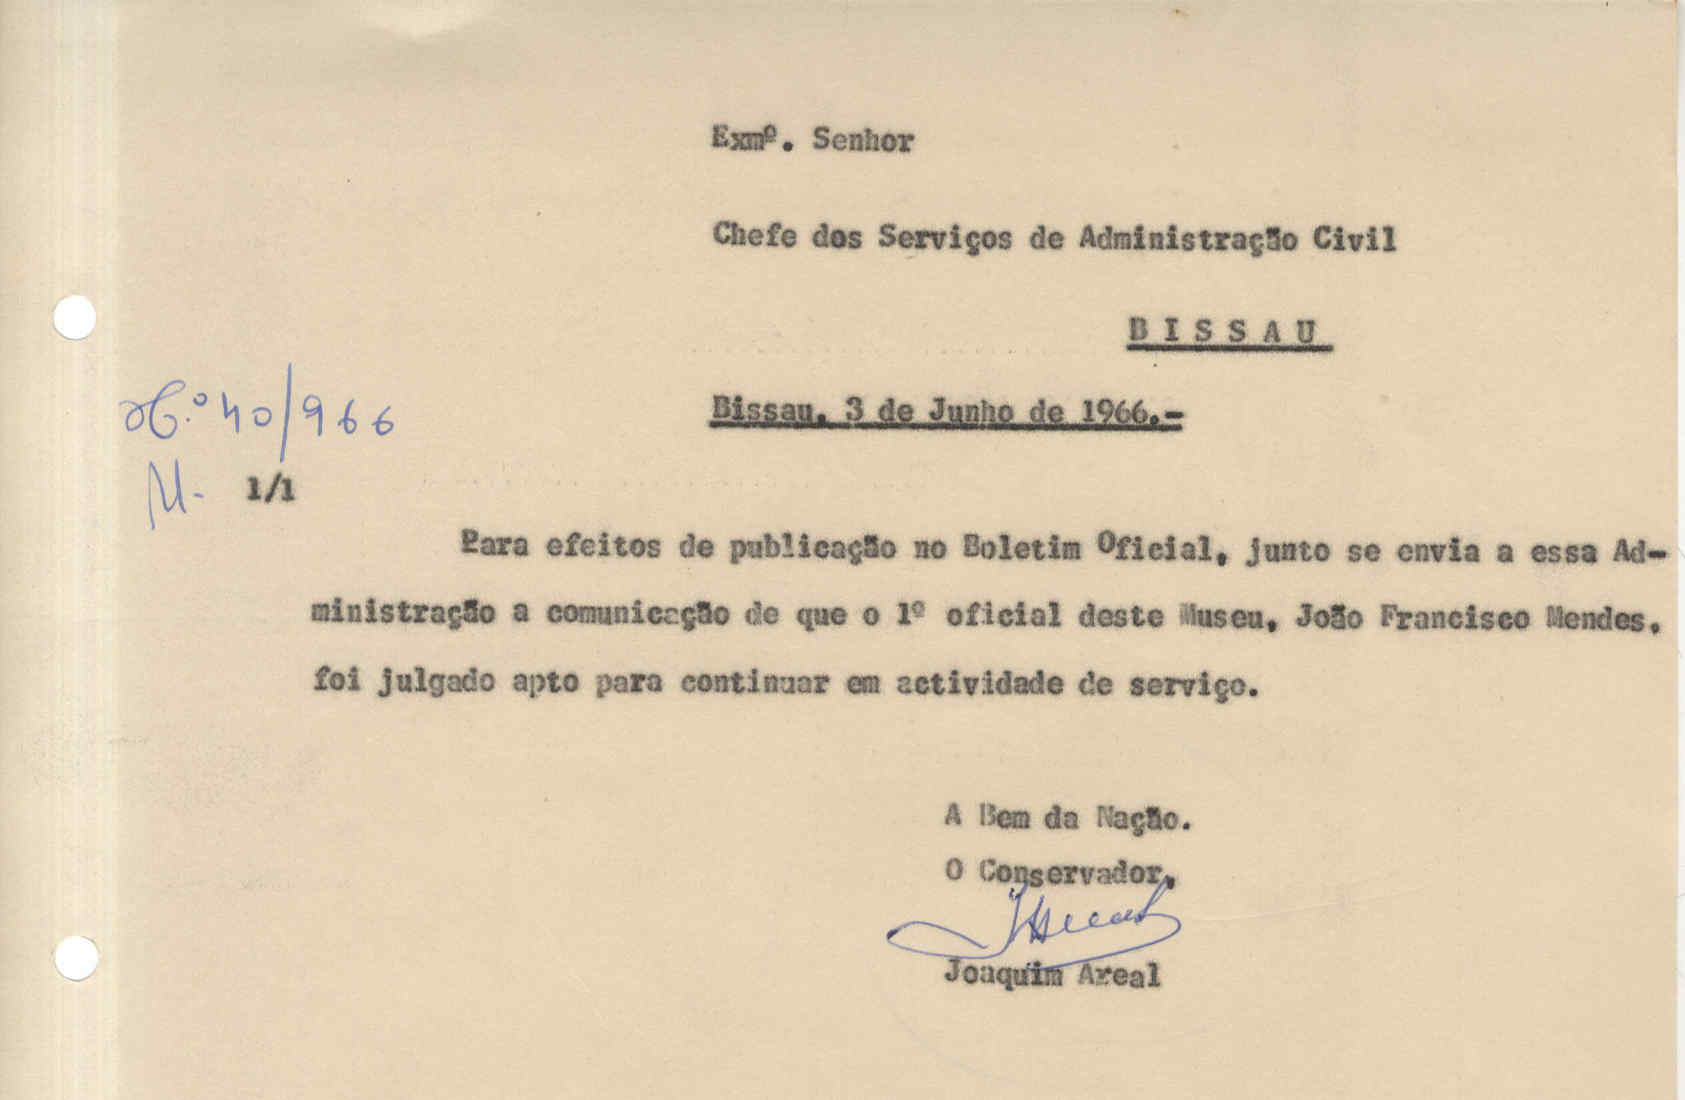 Exmº. Senhor
Chefe dos Serviços de Administração Civil
BISSAU
Bissau, 3 de Junho de 1966.-
N.º 40/966
1/1
Para efeitos de publicação no Boletim Oficial, junto se envia a essa Ad-
ministração a comunicação de que o 1º oficial deste Museu, João Francisco Mendes,
foi julgado apto para continuar em actividade de serviço.
A Bem da Nação.
O Conservador,
Joaquim Areal